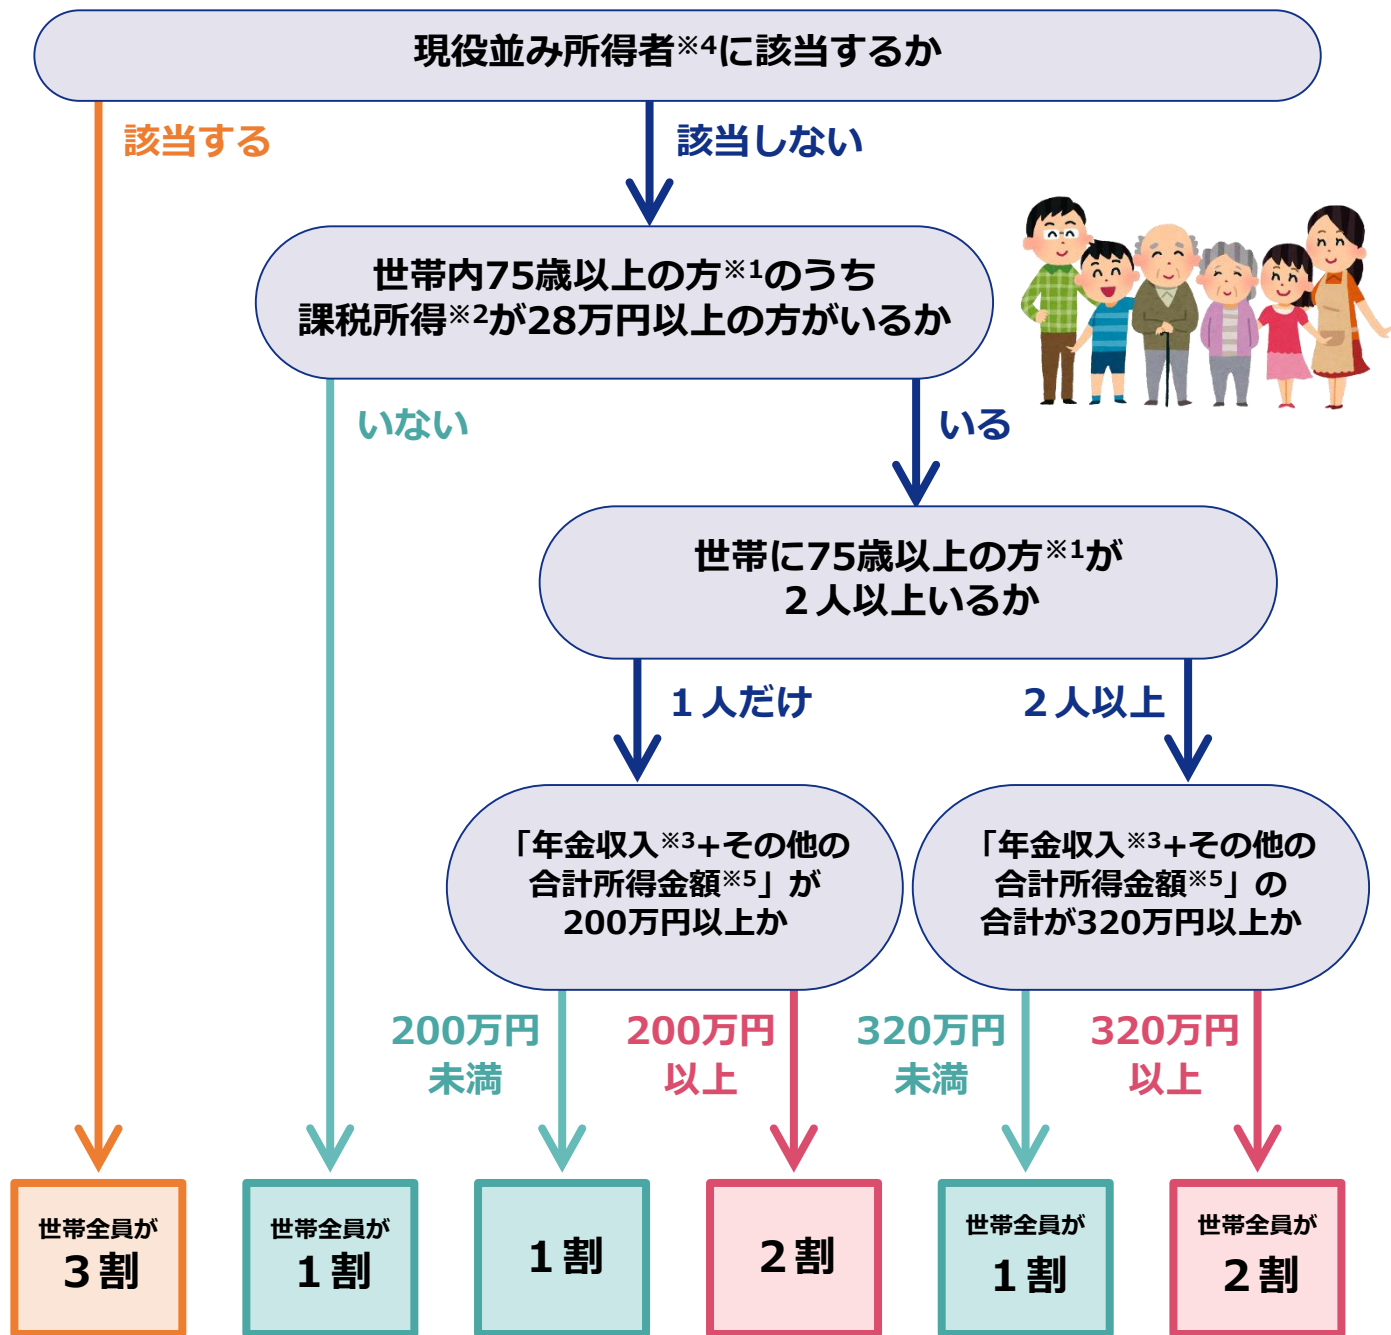 現役並み所得者※4に該当するか
該当する
該当しない
世帯内75歳以上の方※1のうち
課税所得※2が28万円以上の方がいるか
いない
いる
世帯に75歳以上の方※1が
２人以上いるか
１人だけ
２人以上
「年金収入※3+その他の
合計所得金額※5」が
200万円以上か
「年金収入※3+その他の
合計所得金額※5」の
合計が320万円以上か
200万円
未満
200万円
以上
320万円
未満
320万円
以上
世帯全員が
３割
世帯全員が
１割
１割
２割
世帯全員が
１割
世帯全員が
２割